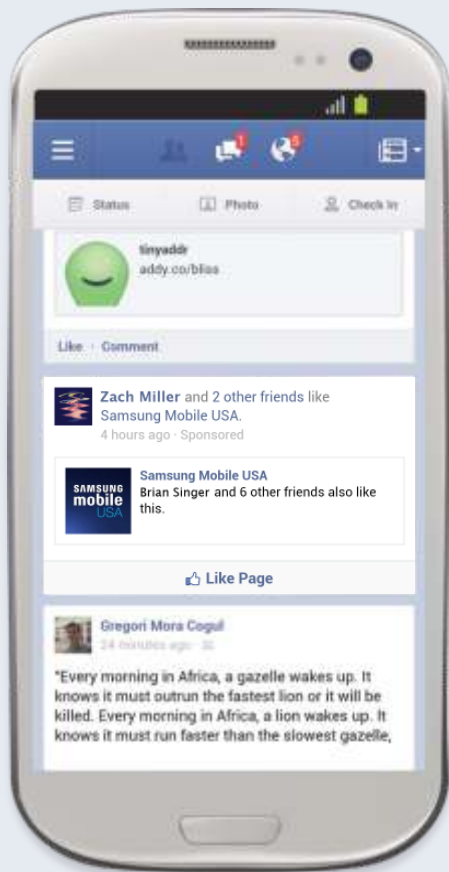 1
5
Status
Photo
Check In
tinyaddr
addy.co/bliss
Like · Comment
Zach Miller and 2 other friends like
Samsung Mobile USA.
4 hours ago · Sponsored
SAMSUNG
mobile
USA
Samsung Mobile USA
Brian Singer and 6 other friends also like
this.
Like Page
Gregori Mora Cogul
24 minutes ago ·
"Every morning in Africa, a gazelle wakes up. It
knows it must outrun the fastest lion or it will be
killed. Every morning in Africa, a lion wakes up. It
knows it must run faster than the slowest gazelle,